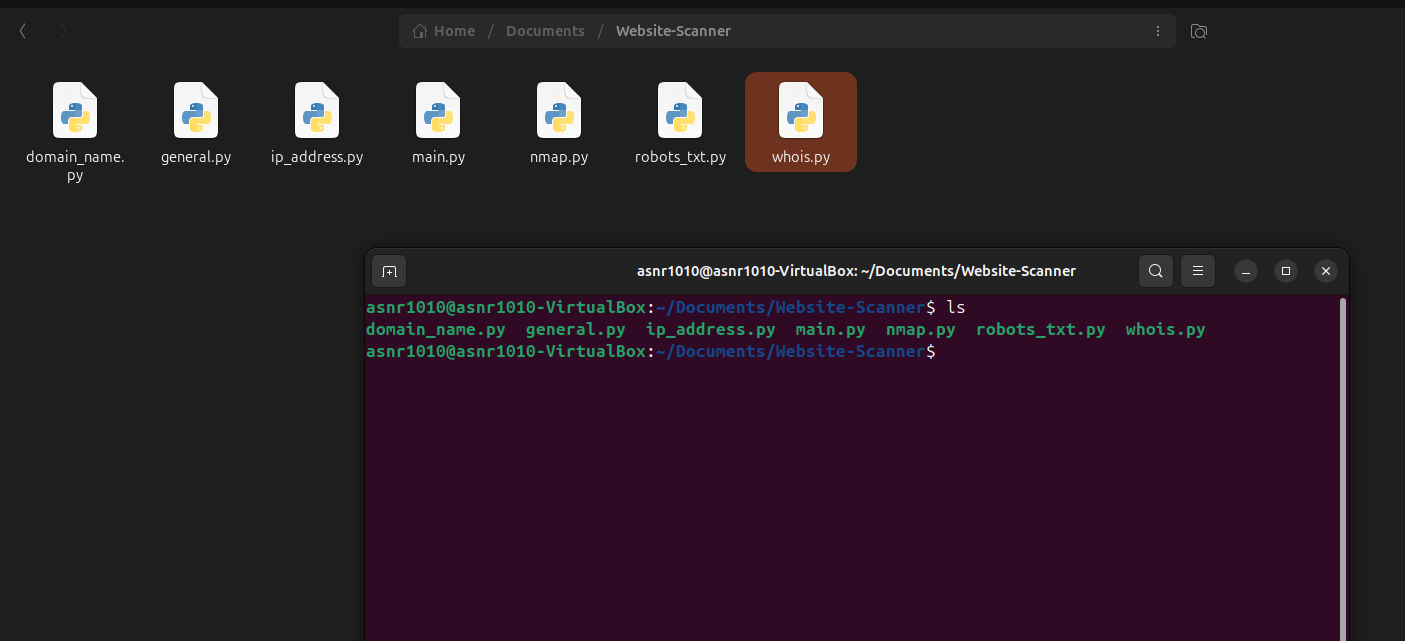 Home / Documents / Website-Scanner
domain_name.
py
general.py
ip_address.py
main.py
nmap.py
robots_txt.py
whois.py
asnr1010@asnr1010-VirtualBox: ~/Documents/Website-Scanner
asnr1010@asnr1010-VirtualBox:~/Documents/Website-Scanner$ ls
domain_name.py general.py ip_address.py main.py nmap.py robots_txt.py whois.py
asnr1010@asnr1010-VirtualBox:~/Documents/Website-Scanner$